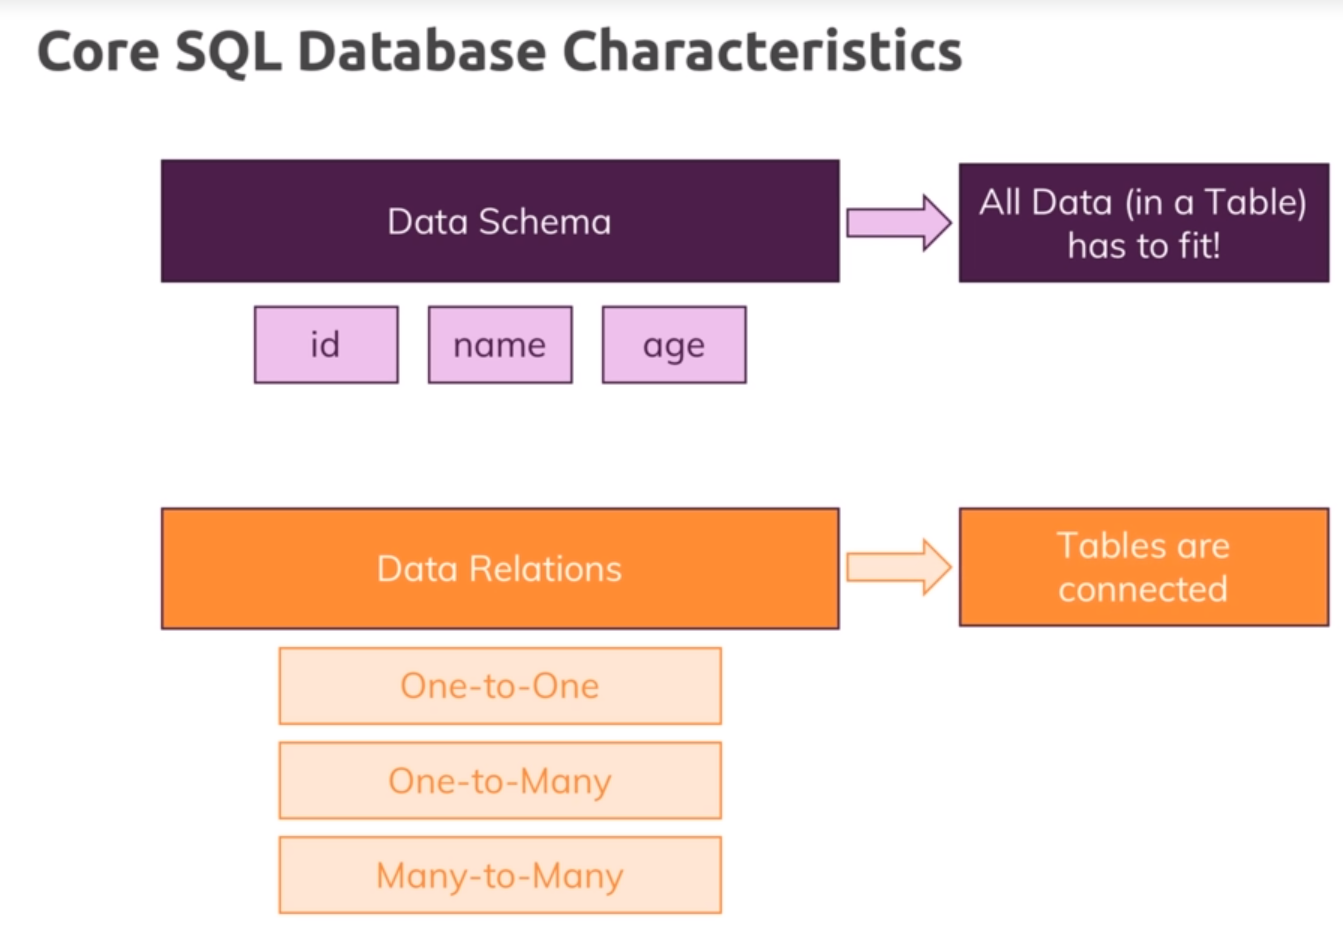 Core SQL Database Characteristics
Data Schema
All Data (in a Table)
has to fit!
id
name
age
Data Relations
Tables are
connected
One-to-One
One-to-Many
Many-to-Many